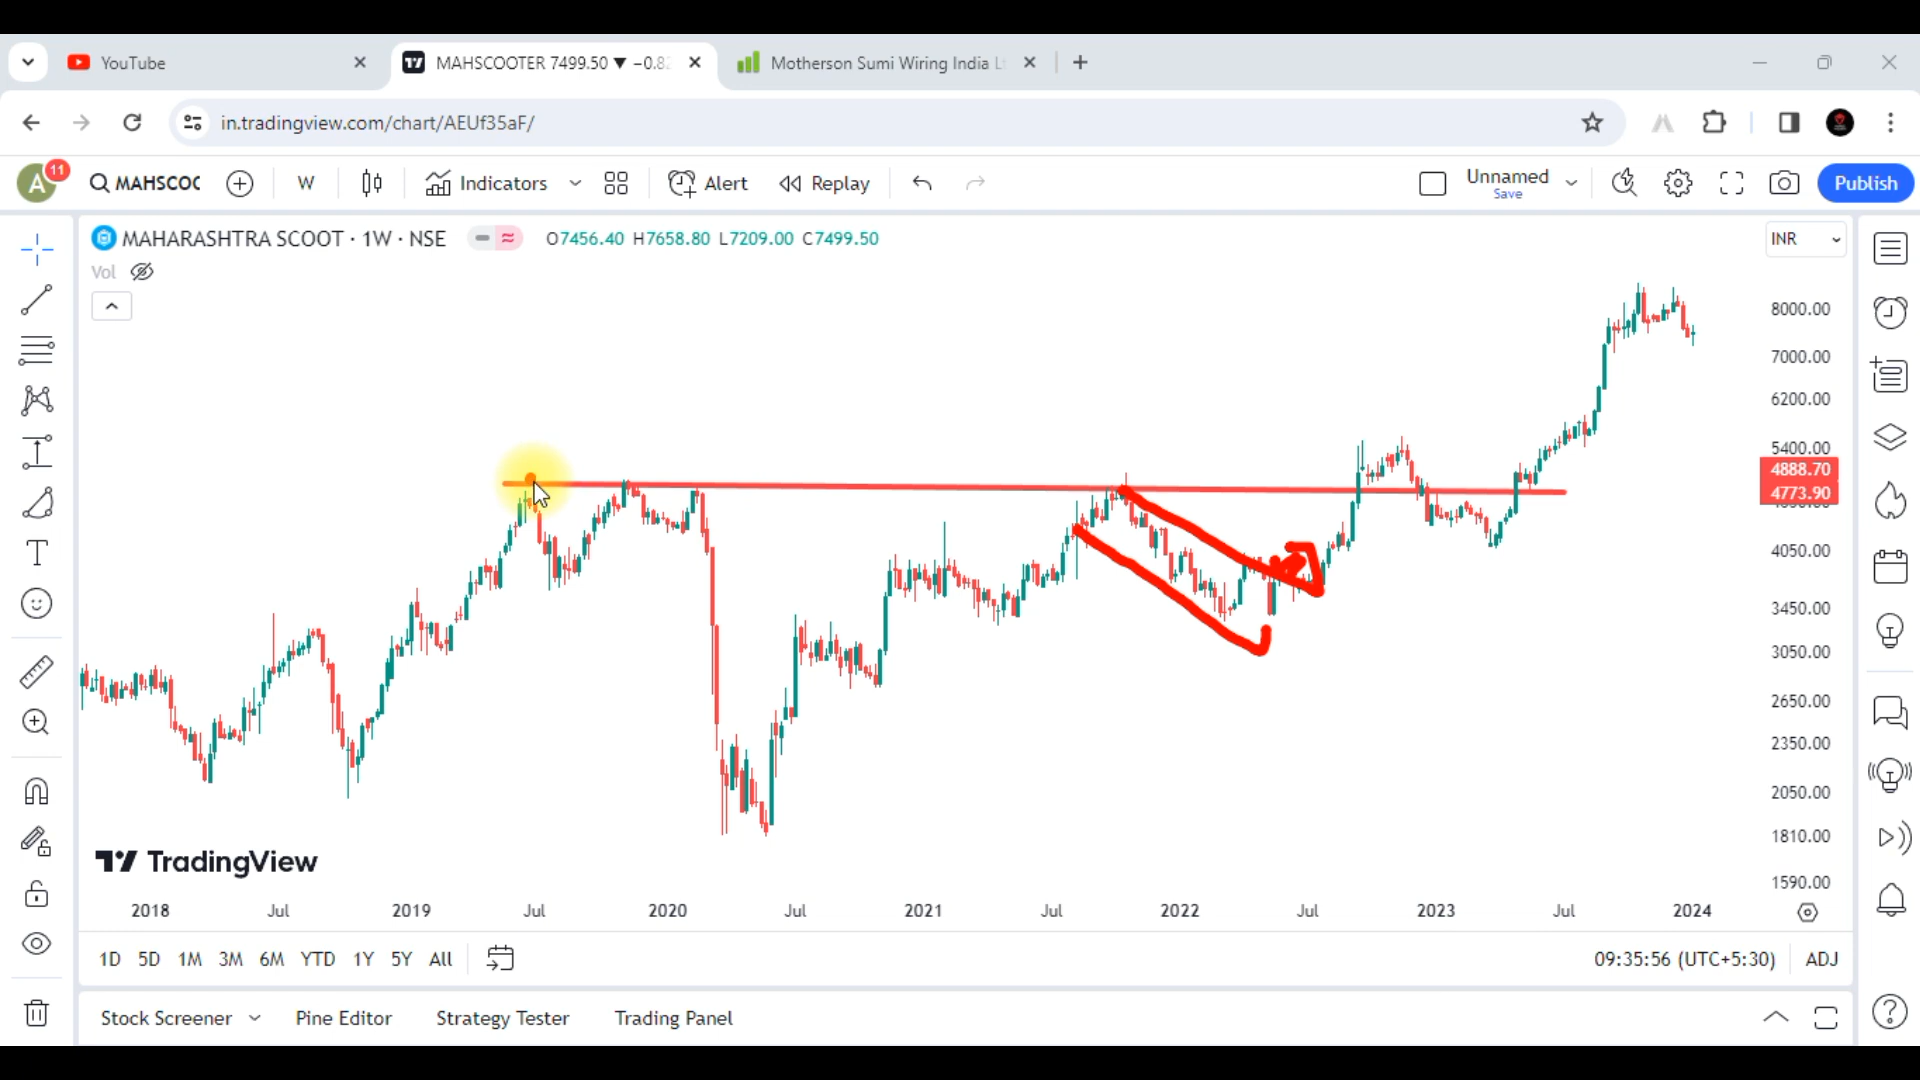 YouTube
MAHSCOOTER 7499.50 ▼ −0.8
Motherson Sumi Wiring India L
in.tradingview.com/chart/AEUf35aF/
A 11 MAHSCOO W Indicators Alert Replay Unnamed Save Publish
MAHARASHTRA SCOOT · 1W · NSE O7456.40 H7658.80 L7209.00 C7499.50 INR
Vol
8000.00
7000.00
6200.00
5400.00
4888.70
4773.90
4050.00
3450.00
3050.00
2650.00
2350.00
2050.00
1810.00
1590.00
TradingView
2018 Jul 2019 Jul 2020 Jul 2021 Jul 2022 Jul 2023 Jul 2024
1D 5D 1M 3M 6M YTD 1Y 5Y All 09:35:56 (UTC+5:30) ADJ
Stock Screener Pine Editor Strategy Tester Trading Panel